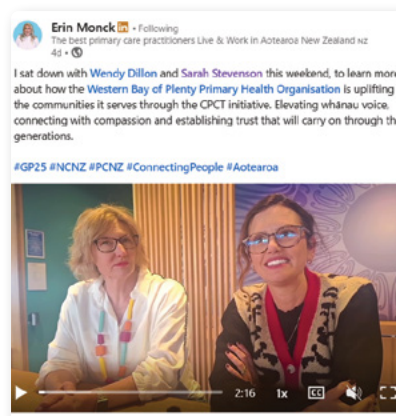 Erin Monck in • Following
The best primary care practitioners Live & Work in Aotearoa New Zealand NZ
4d •
I sat down with Wendy Dillon and Sarah Stevenson this weekend, to learn more
about how the Western Bay of Plenty Primary Health Organisation is uplifting
the communities it serves through the CPCT initiative. Elevating whānau voice,
connecting with compassion and establishing trust that will carry on through th
generations.
#GP25 #NCNZ #PCNZ #ConnectingPeople #Aotearoa
2:16 1x CC